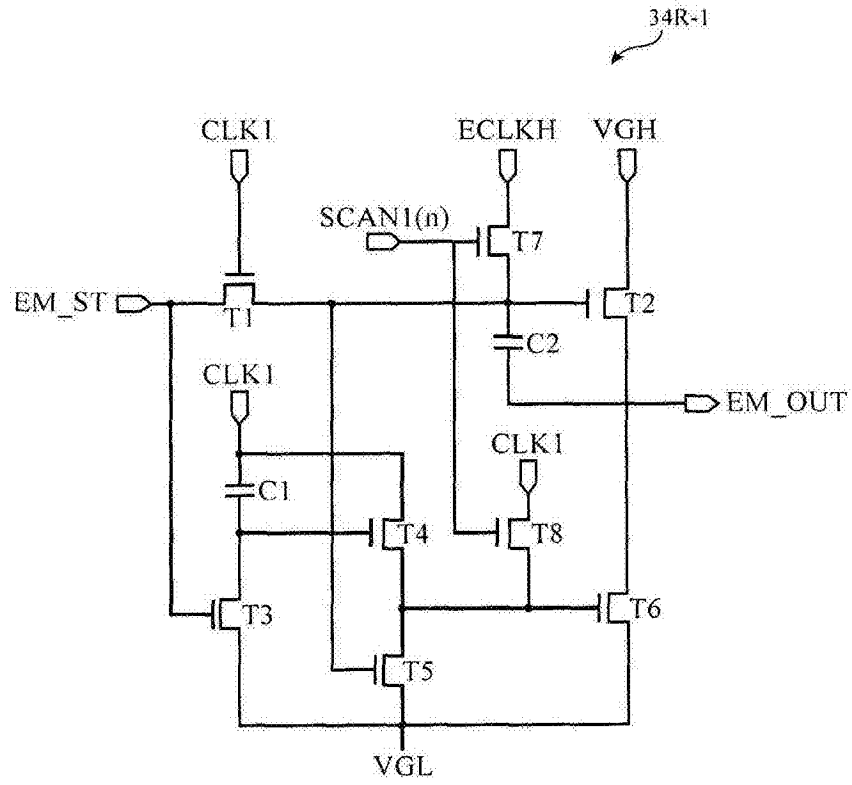 34R-1
CLK1
ECLKH
VGH
SCAN1(n)
T7
EM_ST
T1
T2
C2
CLK1
EM_OUT
CLK1
C1
T4
T8
T3
T6
T5
VGL